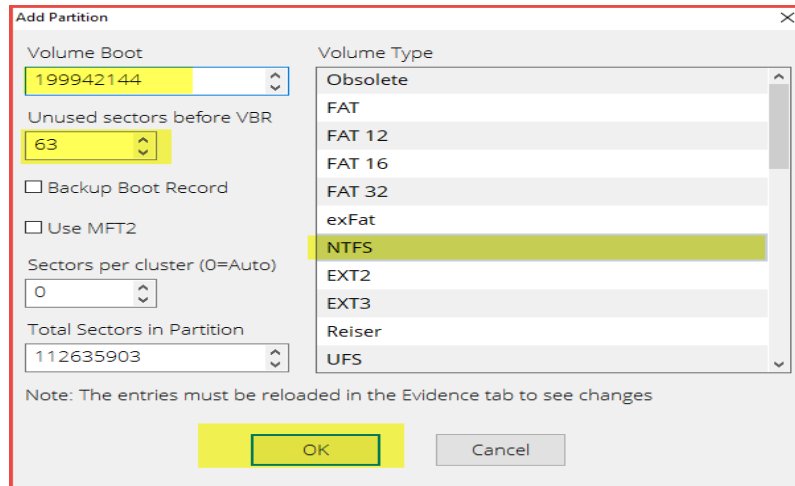 Add Partition
Volume Boot
199942144
Unused sectors before VBR
63
Backup Boot Record
Use MFT2
Sectors per cluster (0=Auto)
0
Total Sectors in Partition
112635903
Volume Type
Obsolete
FAT
FAT 12
FAT 16
FAT 32
exFat
NTFS
EXT2
EXT3
Reiser
UFS
Note: The entries must be reloaded in the Evidence tab to see changes
OK
Cancel